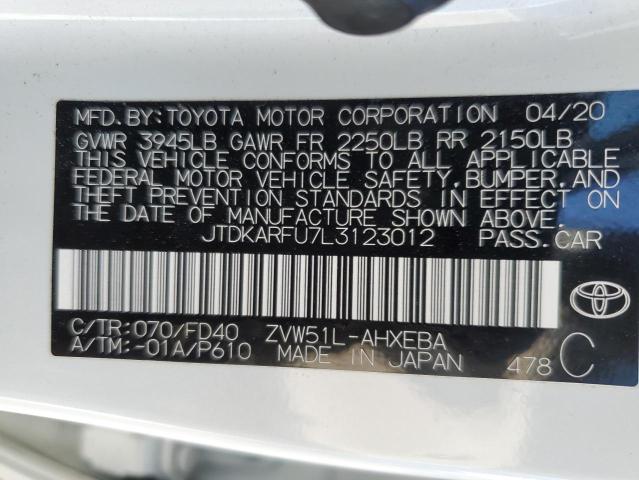 MFD. BY: TOYOTA MOTOR CORPORATION 04/20
GVWR 3945LB GAWR FR 2250LB RR 2150LB
THIS VEHICLE CONFORMS TO ALL APPLICABLE
FEDERAL MOTOR VEHICLE SAFETY, BUMPER, AND
THEFT PREVENTION STANDARDS IN EFFECT ON
THE DATE OF MANUFACTURE SHOWN ABOVE.
JTDKARFU7L3123012 PASS. CAR
C/TR:070/FD40 ZVW51L-AHXEBA
A/TM:-01A/P610 MADE IN JAPAN 478 C